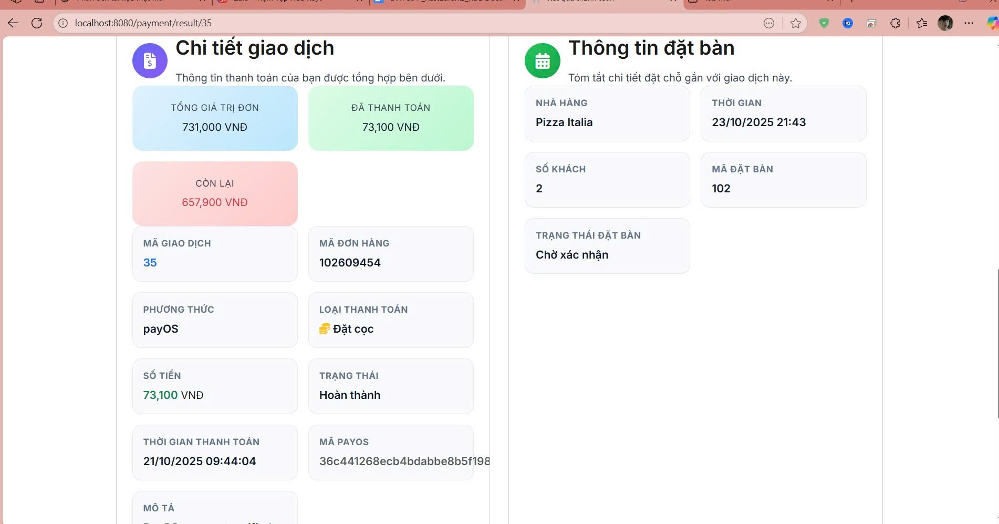 localhost:8080/payment/result/35
Chi tiết giao dịch
Thông tin thanh toán của bạn được tổng hợp bên dưới.
TỔNG GIÁ TRỊ ĐƠN
731,000 VNĐ
ĐÃ THANH TOÁN
73,100 VNĐ
CÒN LẠI
657,900 VNĐ
MÃ GIAO DỊCH
35
MÃ ĐƠN HÀNG
102609454
PHƯƠNG THỨC
payOS
LOẠI THANH TOÁN
Đặt cọc
SỐ TIỀN
73,100 VNĐ
TRẠNG THÁI
Hoàn thành
THỜI GIAN THANH TOÁN
21/10/2025 09:44:04
MÃ PAYOS
36c441268ecb4bdabbe8b5f198
MÔ TẢ
Thông tin đặt bàn
Tóm tắt chi tiết đặt chỗ gắn với giao dịch này.
NHÀ HÀNG
Pizza Italia
THỜI GIAN
23/10/2025 21:43
SỐ KHÁCH
2
MÃ ĐẶT BÀN
102
TRẠNG THÁI ĐẶT BÀN
Chờ xác nhận